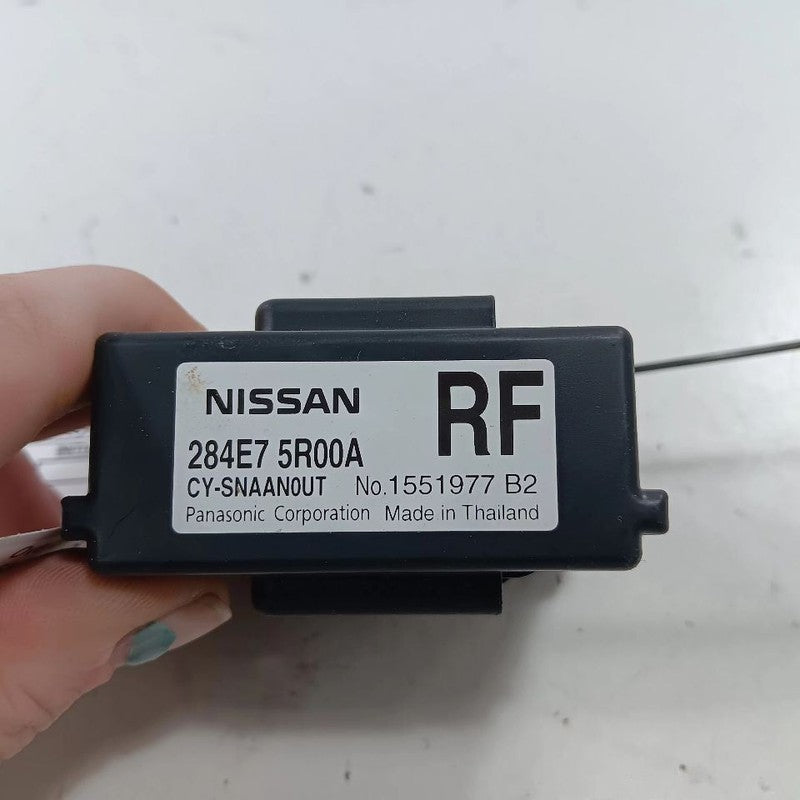 NISSAN
RF
284E7 5R00A
CY-SNAAN0UT No.1551977 B2
Panasonic Corporation Made in Thailand